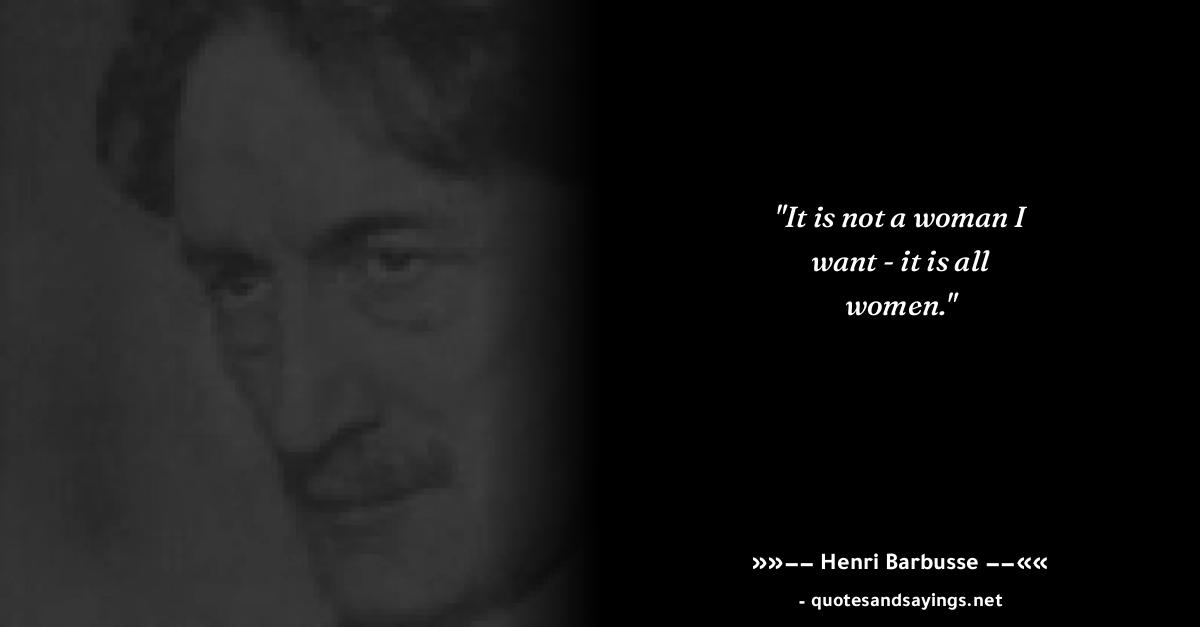 "It is not a woman I
want - it is all
women."
»»–– Henri Barbusse ––««
- quotesandsayings.net